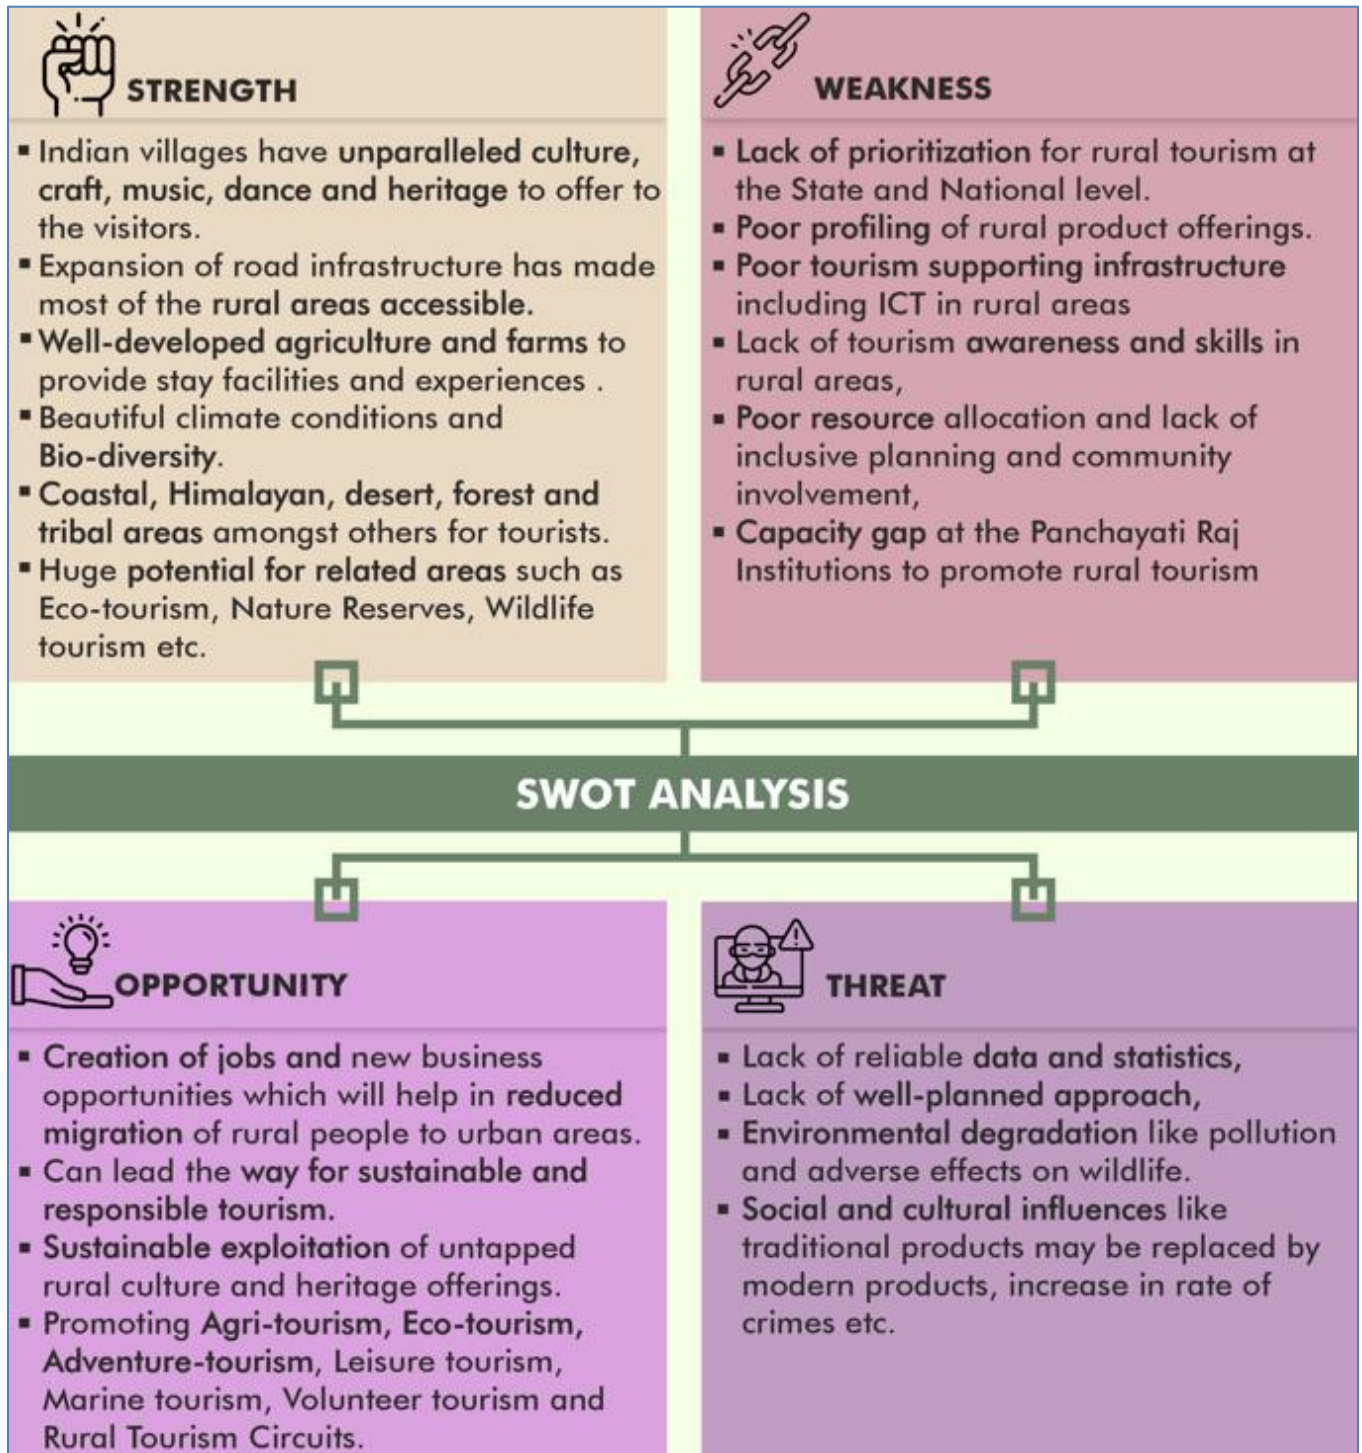 STRENGTH
▪ Indian villages have unparalleled culture,
craft, music, dance and heritage to offer to
the visitors.
▪ Expansion of road infrastructure has made
most of the rural areas accessible.
▪ Well-developed agriculture and farms to
provide stay facilities and experiences .
▪ Beautiful climate conditions and
Bio-diversity.
▪ Coastal, Himalayan, desert, forest and
tribal areas amongst others for tourists.
▪ Huge potential for related areas such as
Eco-tourism, Nature Reserves, Wildlife
tourism etc.
WEAKNESS
▪ Lack of prioritization for rural tourism at
the State and National level.
▪ Poor profiling of rural product offerings.
▪ Poor tourism supporting infrastructure
including ICT in rural areas
▪ Lack of tourism awareness and skills in
rural areas,
▪ Poor resource allocation and lack of
inclusive planning and community
involvement,
▪ Capacity gap at the Panchayati Raj
Institutions to promote rural tourism
SWOT ANALYSIS
OPPORTUNITY
▪ Creation of jobs and new business
opportunities which will help in reduced
migration of rural people to urban areas.
▪ Can lead the way for sustainable and
responsible tourism.
▪ Sustainable exploitation of untapped
rural culture and heritage offerings.
▪ Promoting Agri-tourism, Eco-tourism,
Adventure-tourism, Leisure tourism,
Marine tourism, Volunteer tourism and
Rural Tourism Circuits.
THREAT
▪ Lack of reliable data and statistics,
▪ Lack of well-planned approach,
▪ Environmental degradation like pollution
and adverse effects on wildlife.
▪ Social and cultural influences like
traditional products may be replaced by
modern products, increase in rate of
crimes etc.